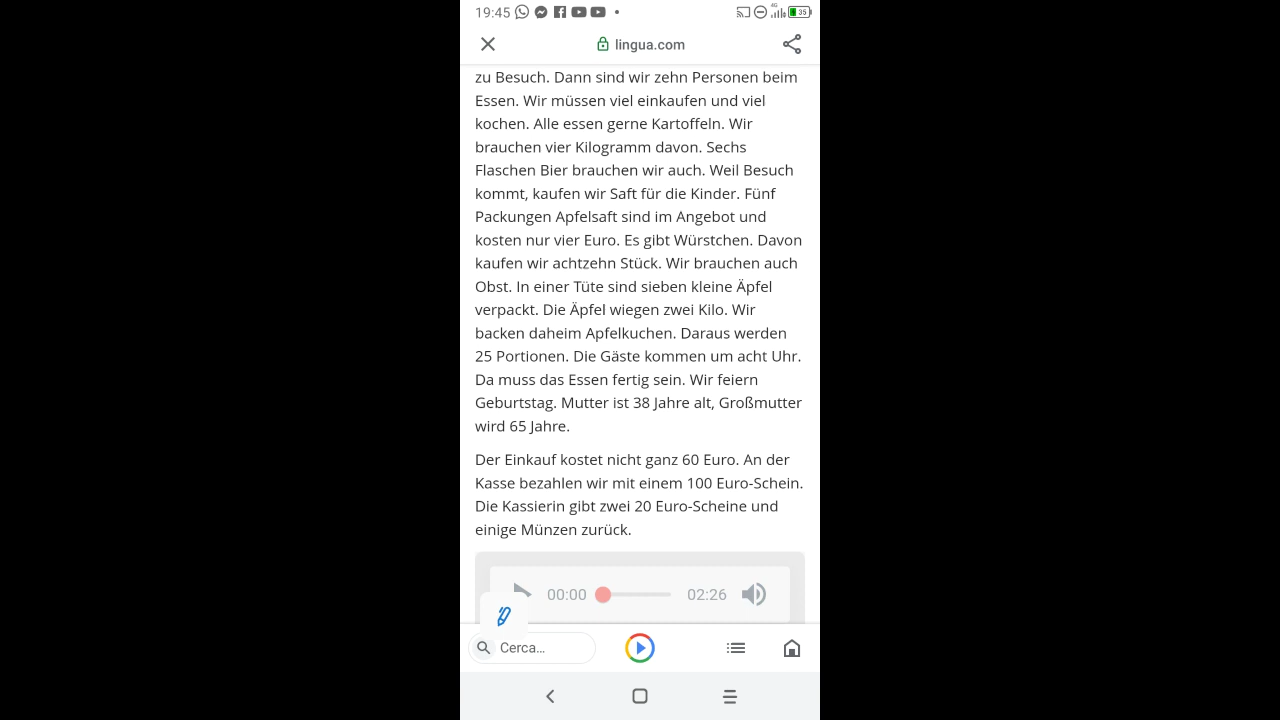 19:45
4G
35
lingua.com
zu Besuch. Dann sind wir zehn Personen beim
Essen. Wir müssen viel einkaufen und viel
kochen. Alle essen gerne Kartoffeln. Wir
brauchen vier Kilogramm davon. Sechs
Flaschen Bier brauchen wir auch. Weil Besuch
kommt, kaufen wir Saft für die Kinder. Fünf
Packungen Apfelsaft sind im Angebot und
kosten nur vier Euro. Es gibt Würstchen. Davon
kaufen wir achtzehn Stück. Wir brauchen auch
Obst. In einer Tüte sind sieben kleine Äpfel
verpackt. Die Äpfel wiegen zwei Kilo. Wir
backen daheim Apfelkuchen. Daraus werden
25 Portionen. Die Gäste kommen um acht Uhr.
Da muss das Essen fertig sein. Wir feiern
Geburtstag. Mutter ist 38 Jahre alt, Großmutter
wird 65 Jahre.
Der Einkauf kostet nicht ganz 60 Euro. An der
Kasse bezahlen wir mit einem 100 Euro-Schein.
Die Kassierin gibt zwei 20 Euro-Scheine und
einige Münzen zurück.
00:00 02:26
Cerca...